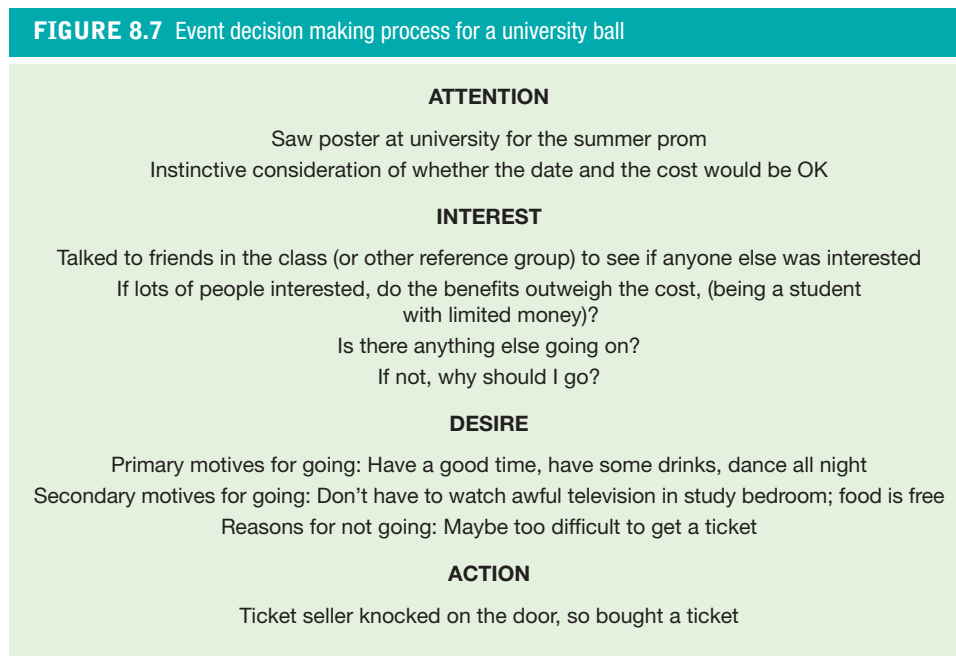 FIGURE 8.7 Event decision making process for a university ball
ATTENTION
Saw poster at university for the summer prom
Instinctive consideration of whether the date and the cost would be OK
INTEREST
Talked to friends in the class (or other reference group) to see if anyone else was interested
If lots of people interested, do the benefits outweigh the cost, (being a student
with limited money)?
Is there anything else going on?
If not, why should I go?
DESIRE
Primary motives for going: Have a good time, have some drinks, dance all night
Secondary motives for going: Don’t have to watch awful television in study bedroom; food is free
Reasons for not going: Maybe too difficult to get a ticket
ACTION
Ticket seller knocked on the door, so bought a ticket